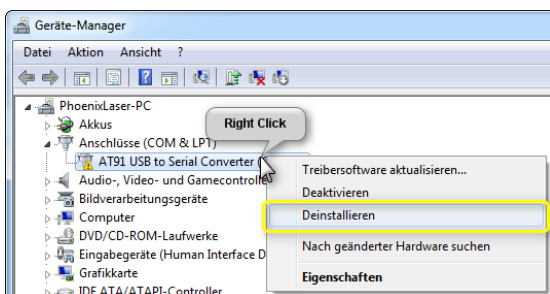 Geräte-Manager
Datei Aktion Ansicht ?
PhoenixLaser-PC
Akkus
Right Click
Anschlüsse (COM & LPT)
AT91 USB to Serial Converter (
Audio-, Video- und Gamecontrolle
Bildverarbeitungsgeräte
Computer
DVD/CD-ROM-Laufwerke
Eingabegeräte (Human Interface D
Grafikkarte
IDE ATA/ATAPI-Controller
Treibersoftware aktualisieren...
Deaktivieren
Deinstallieren
Nach geänderter Hardware suchen
Eigenschaften